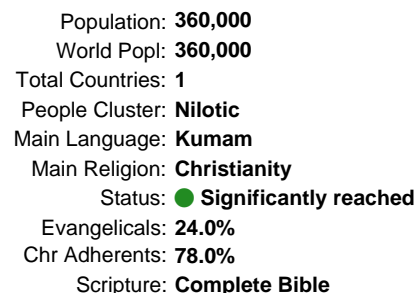 Population: 360,000
World Popl: 360,000
Total Countries: 1
People Cluster: Nilotic
Main Language: Kumam
Main Religion: Christianity
Status: Significantly reached
Evangelicals: 24.0%
Chr Adherents: 78.0%
Scripture: Complete Bible